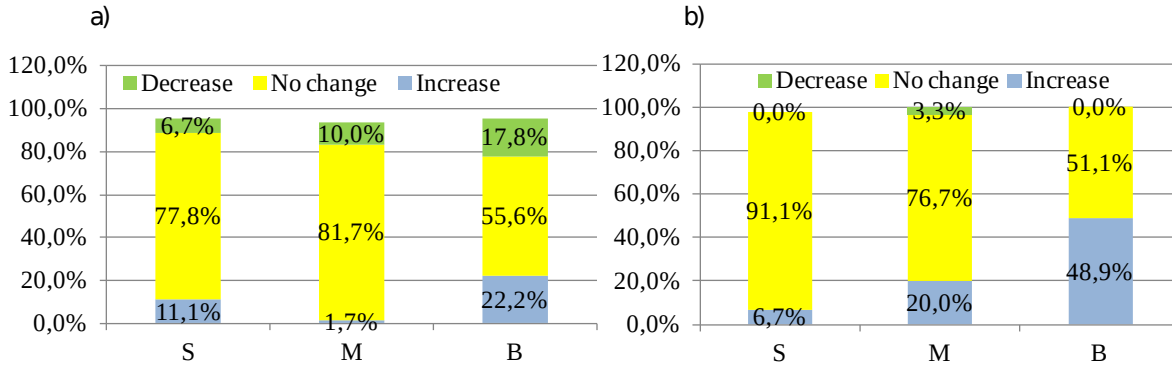 a)
120,0%
100,0%
80,0%
60,0%
40,0%
20,0%
0,0%
Decrease No change Increase
6,7% 10,0% 17,8%
77,8% 81,7% 55,6%
11,1% 1,7% 22,2%
S M B
b)
120,0%
100,0%
80,0%
60,0%
40,0%
20,0%
0,0%
Decrease No change Increase
0,0% 3,3% 0,0%
91,1% 76,7% 51,1%
6,7% 20,0% 48,9%
S M B